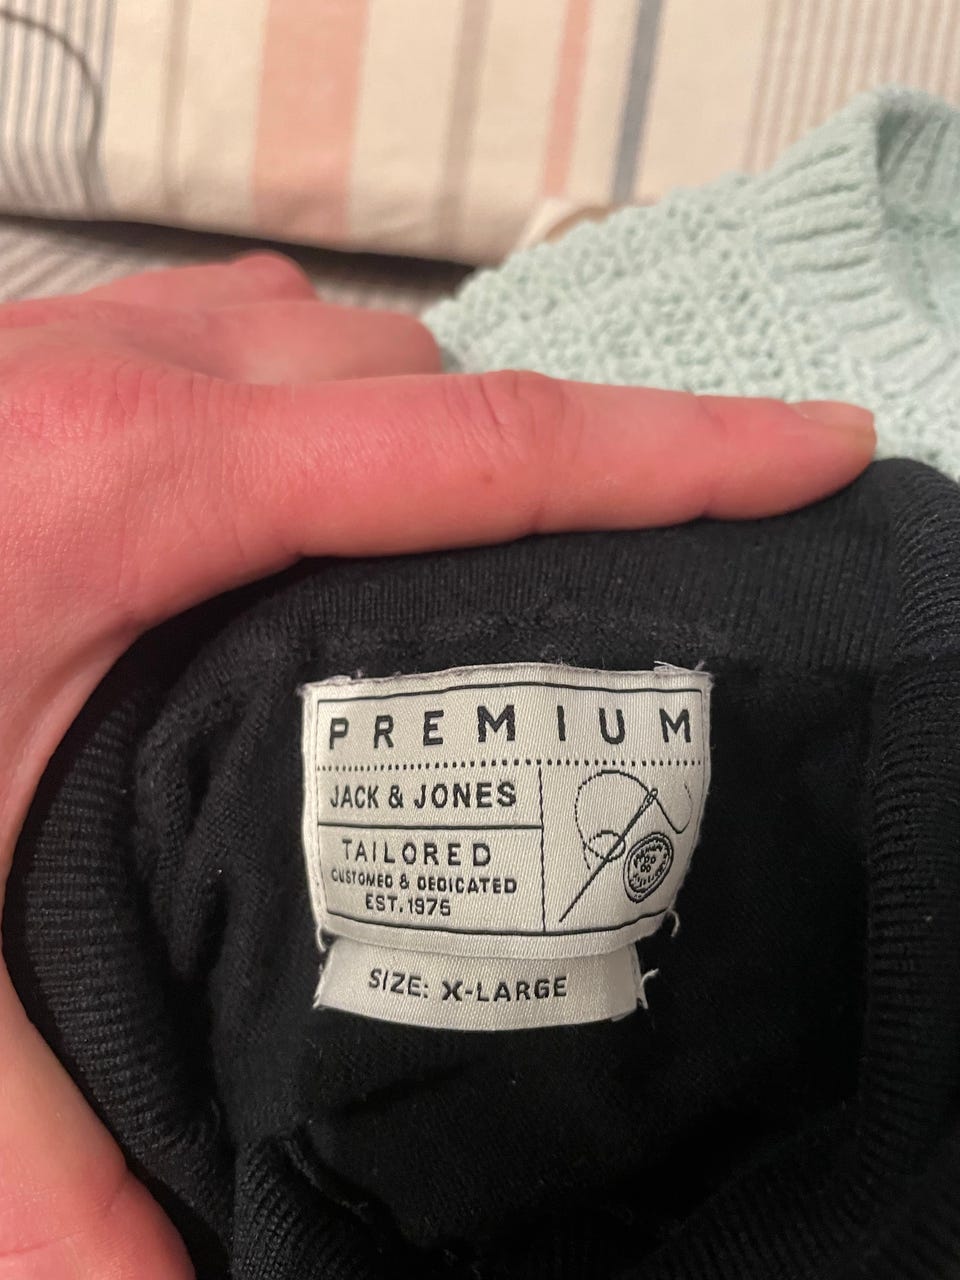 PREMIUM
JACK & JONES
TAILORED
CUSTOMED & DEDICATED
EST. 1975
SIZE: X-LARGE